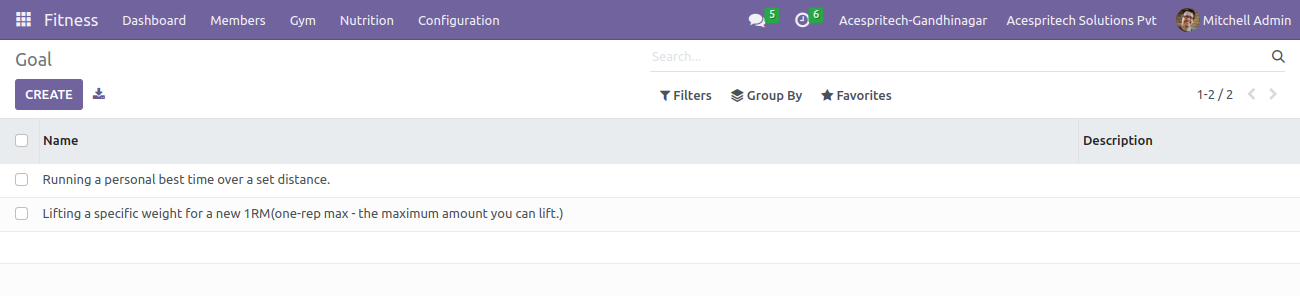 Fitness Dashboard Members Gym Nutrition Configuration 5 6 Acespritech-Gandhinagar Acespritech Solutions Pvt Mitchell Admin
Goal Search...
CREATE Filters Group By Favorites 1-2 / 2
Name Description
Running a personal best time over a set distance.
Lifting a specific weight for a new 1RM(one-rep max - the maximum amount you can lift.)